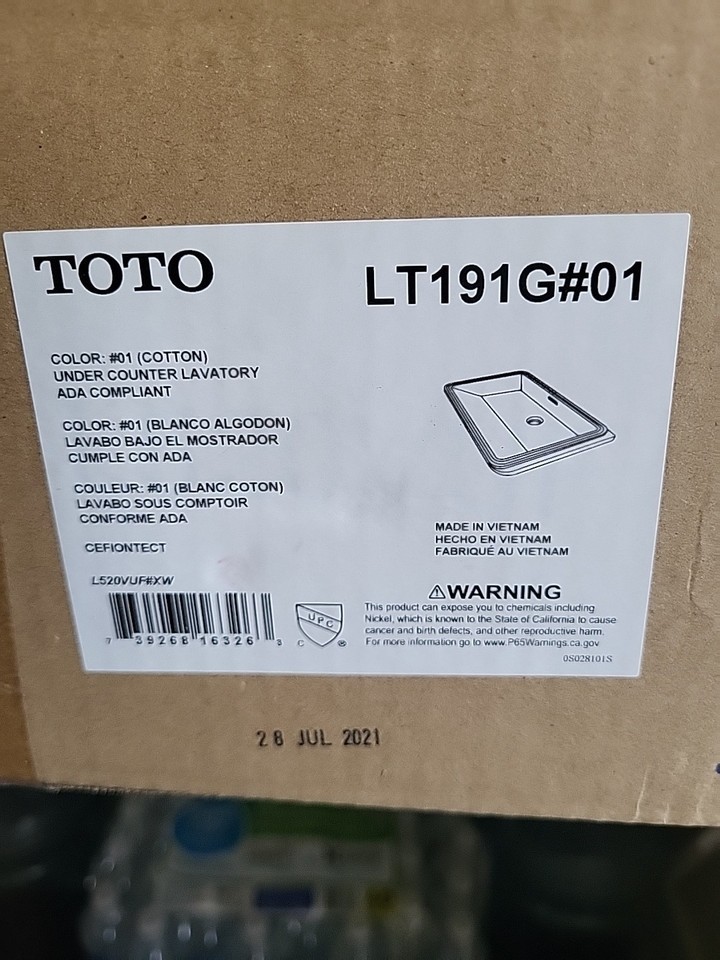 TOTO
LT191G#01
COLOR: #01 (COTTON)
UNDER COUNTER LAVATORY
ADA COMPLIANT
COLOR: #01 (BLANCO ALGODON)
LAVABO BAJO EL MOSTRADOR
CUMPLE CON ADA
COULEUR: #01 (BLANC COTON)
LAVABO SOUS COMPTOIR
CONFORME ADA
CEFIONTECT
L520VUF#XW
7 39268 16326 3
UPC
C ®
MADE IN VIETNAM
HECHO EN VIETNAM
FABRIQUÉ AU VIETNAM
⚠WARNING
This product can expose you to chemicals including
Nickel, which is known to the State of California to cause
cancer and birth defects, and other reproductive harm.
For more information go to www.P65Warnings.ca.gov
0S028101S
28 JUL 2021